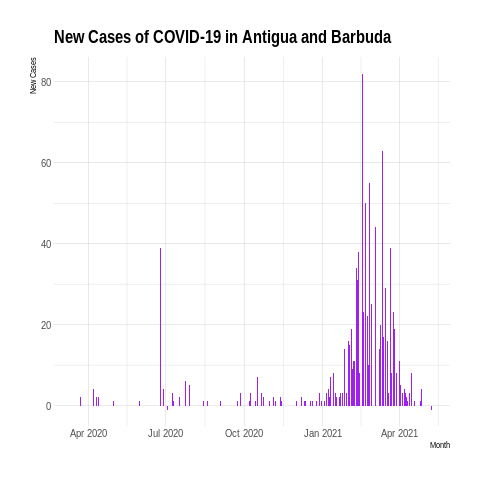 New Cases of COVID-19 in Antigua and Barbuda
New Cases
80
60
40
20
0
Apr 2020 Jul 2020 Oct 2020 Jan 2021 Apr 2021
Month